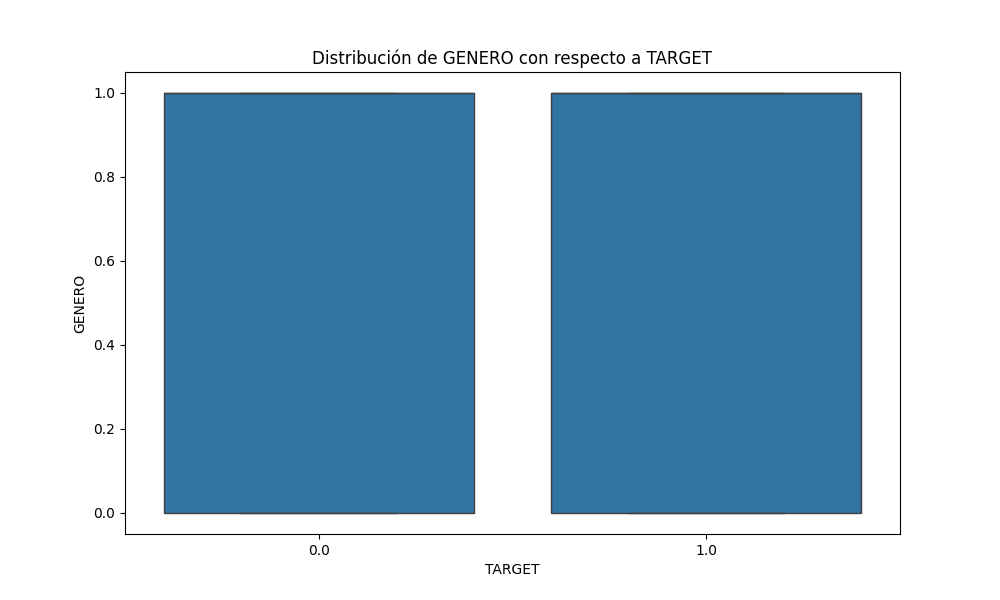 Distribución de GENERO con respecto a TARGET
1.0
0.8
0.6
0.4
0.2
0.0
GENERO
0.0 1.0
TARGET